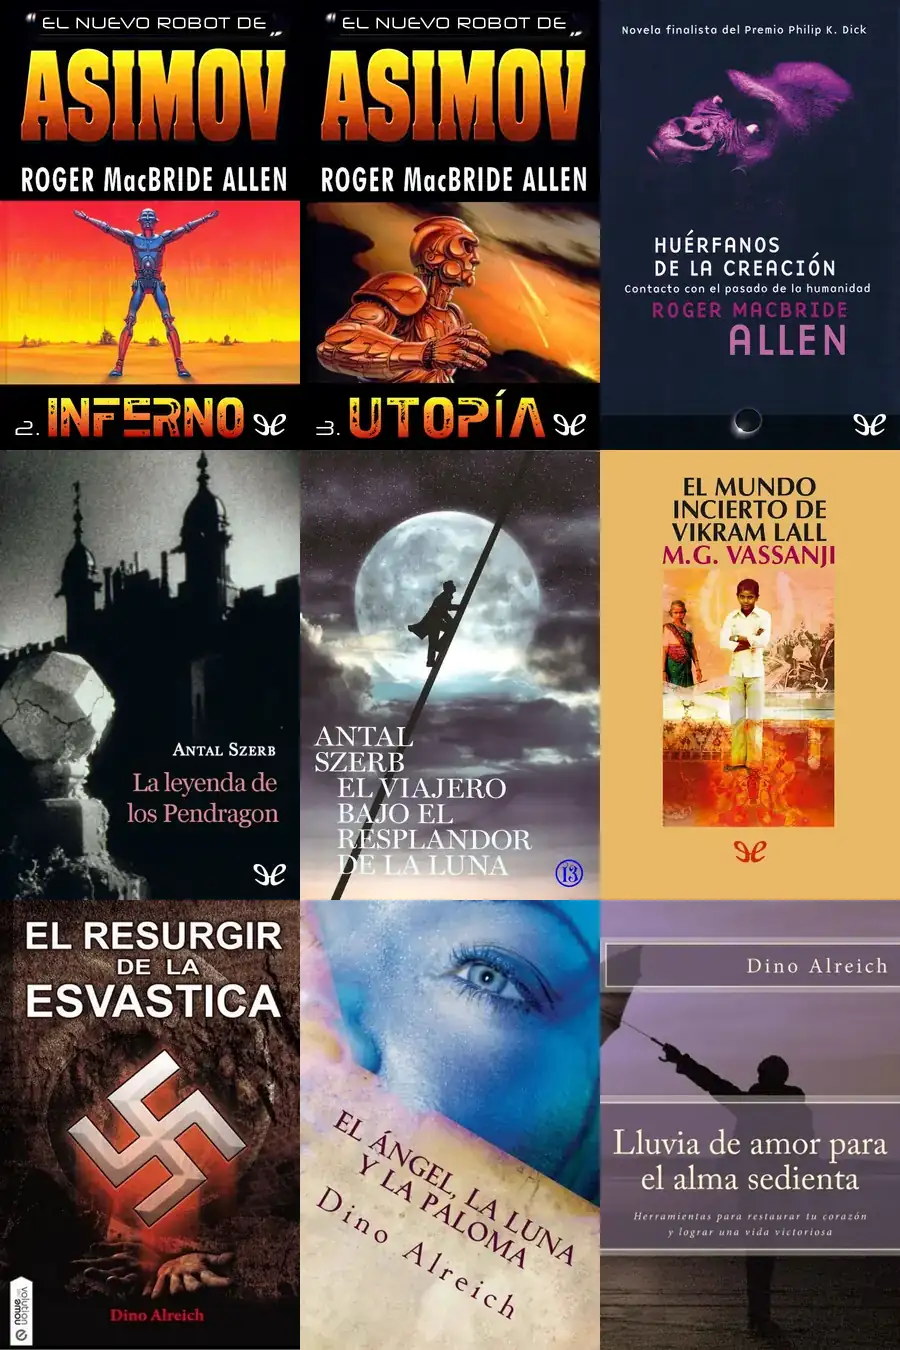 "EL NUEVO ROBOT DE"
ASIMOV
ROGER MacBRIDE ALLEN
2. INFERNO
"EL NUEVO ROBOT DE"
ASIMOV
ROGER MacBRIDE ALLEN
3. UTOPÍA
Novela finalista del Premio Philip K. Dick
HUÉRFANOS
DE LA CREACIÓN
Contacto con el pasado de la humanidad
ROGER MACBRIDE
ALLEN
ANTAL SZERB
La leyenda de
los Pendragon
ANTAL
SZERB
EL VIAJERO
BAJO EL
RESPLANDOR
DE LA LUNA
13
EL MUNDO
INCIERTO DE
VIKRAM LALL
M.G. VASSANJI
EL RESURGIR
DE LA
ESVASTICA
Dino Alreich
EL ÁNGEL, LA LUNA
Y LA PALOMA
Dino Alreich
Dino Alreich
Lluvia de amor para
el alma sedienta
Herramientas para restaurar tu corazón
y lograr una vida victoriosa